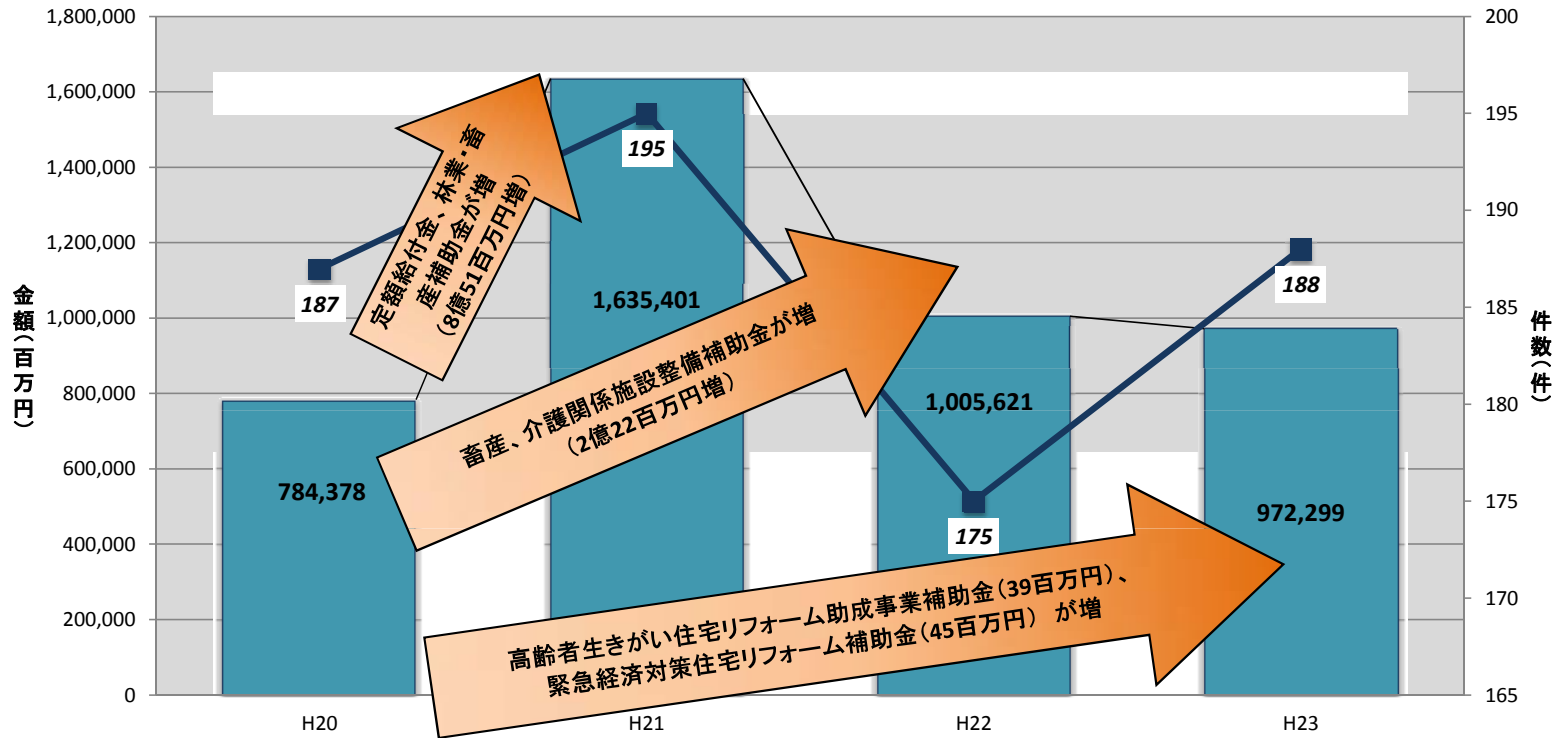 1,800,000
1,600,000
1,400,000
1,200,000
1,000,000
800,000
600,000
400,000
200,000
0
金額(百万円)
200
195
190
185
180
175
170
165
件数(件)
H20
H21
H22
H23
187
195
175
188
784,378
1,635,401
1,005,621
972,299
定額給付金、林業・畜
産補助金が増
（8億51百万円増）
畜産、介護関係施設整備補助金が増
（2億22百万円増）
高齢者生きがい住宅リフォーム助成事業補助金（39百万円）、
緊急経済対策住宅リフォーム補助金（45百万円） が増